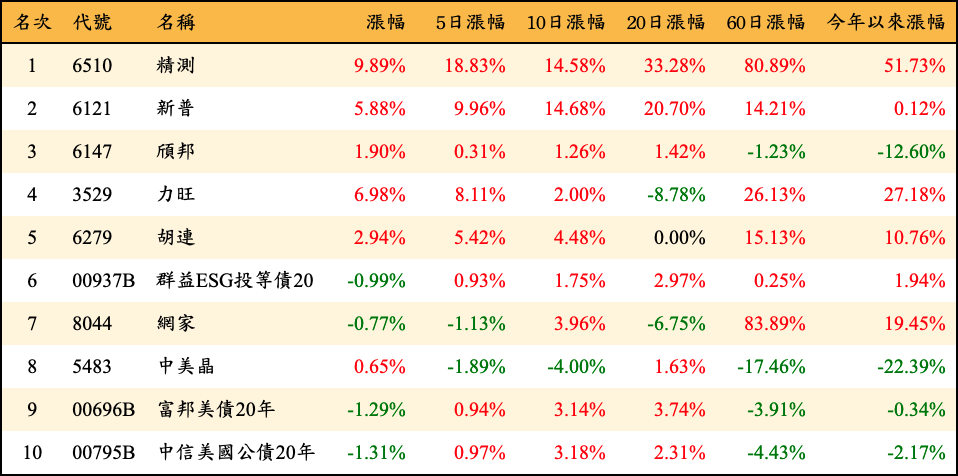 名次 代號 名稱 漲幅 5日漲幅 10日漲幅 20日漲幅 60日漲幅 今年以來漲幅
1 6510 精測 9.89% 18.83% 14.58% 33.28% 80.89% 51.73%
2 6121 新普 5.88% 9.96% 14.68% 20.70% 14.21% 0.12%
3 6147 頎邦 1.90% 0.31% 1.26% 1.42% -1.23% -12.60%
4 3529 力旺 6.98% 8.11% 2.00% -8.78% 26.13% 27.18%
5 6279 胡連 2.94% 5.42% 4.48% 0.00% 15.13% 10.76%
6 00937B 群益ESG投等債20 -0.99% 0.93% 1.75% 2.97% 0.25% 1.94%
7 8044 網家 -0.77% -1.13% 3.96% -6.75% 83.89% 19.45%
8 5483 中美晶 0.65% -1.89% -4.00% 1.63% -17.46% -22.39%
9 00696B 富邦美債20年 -1.29% 0.94% 3.14% 3.74% -3.91% -0.34%
10 00795B 中信美國公債20年 -1.31% 0.97% 3.18% 2.31% -4.43% -2.17%